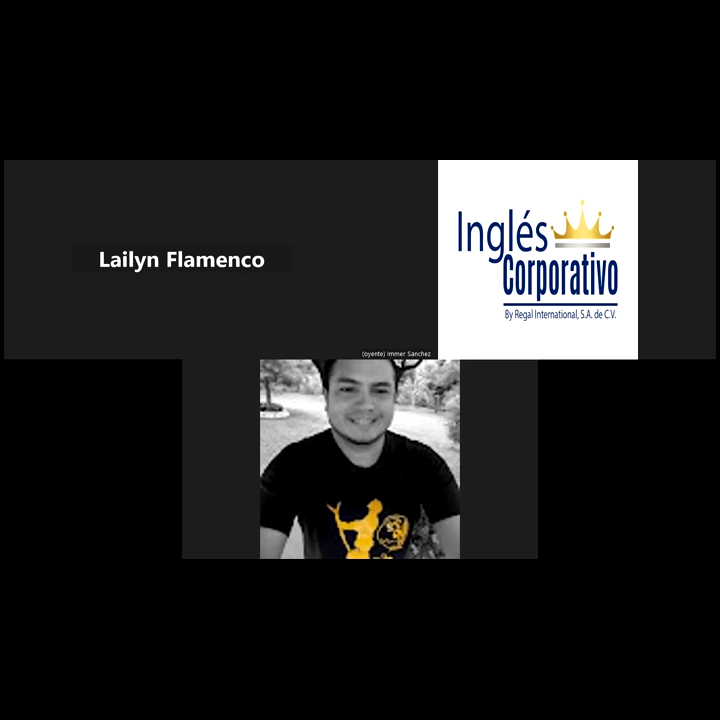 Lailyn Flamenco
Inglés
Corporativo
By Regal International, S.A. de C.V.
(oyente) Immer Sanchez